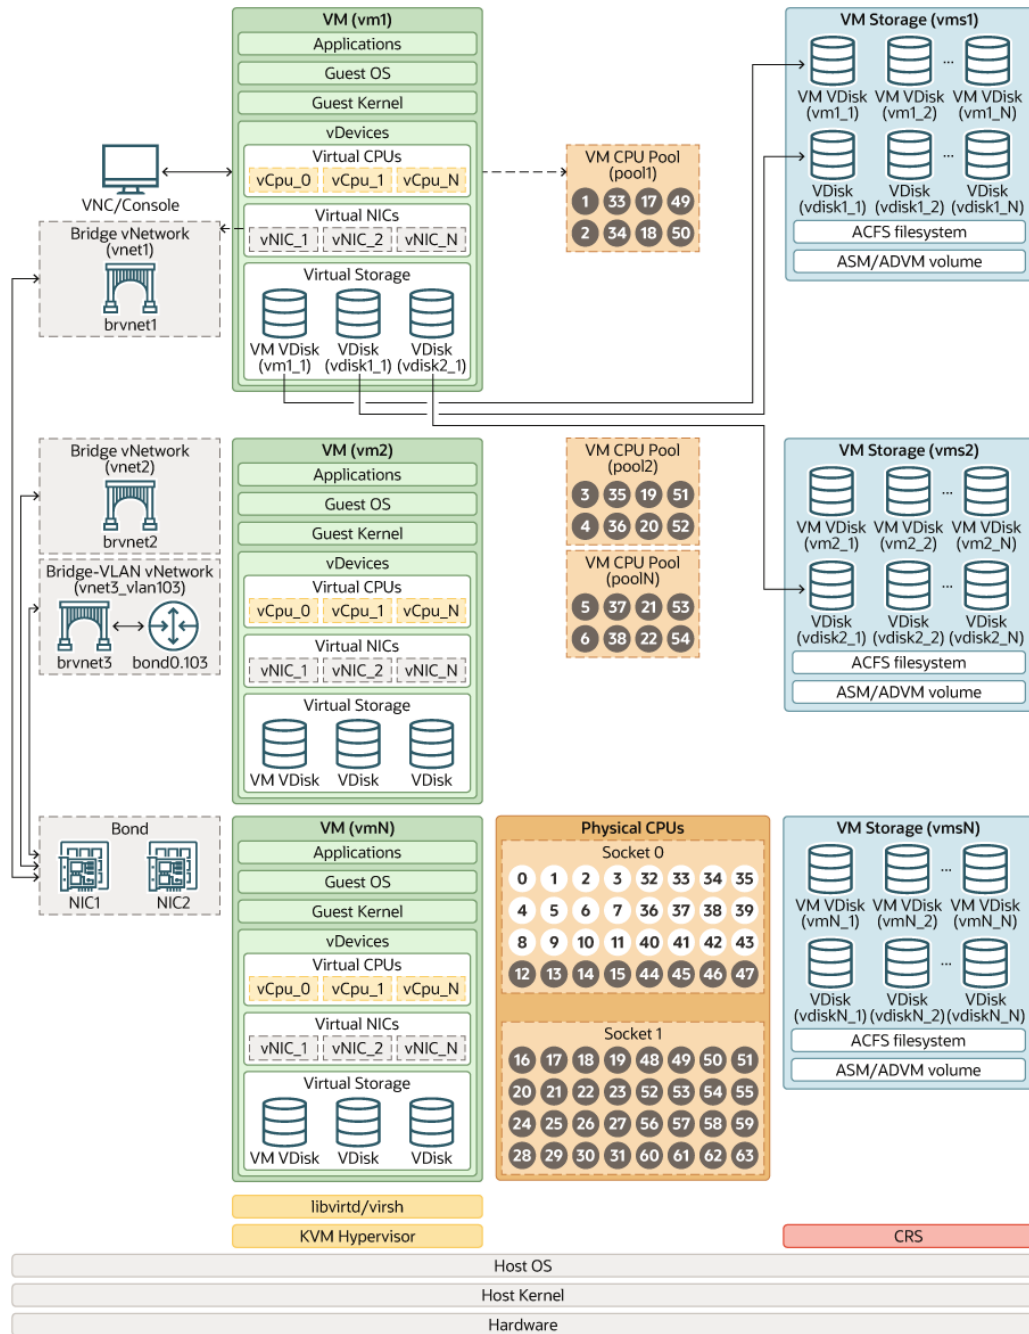 VM (vm1)
Applications
Guest OS
Guest Kernel
vDevices
Virtual CPUs
vCpu_0 vCpu_1 vCpu_N
Virtual NICs
vNIC_1 vNIC_2 vNIC_N
Virtual Storage
VM VDisk
(vm1_1)
VDisk
(vdisk1_1)
VDisk
(vdisk2_1)
VNC/Console
Bridge vNetwork
(vnet1)
brvnet1
VM CPU Pool
(pool1)
1 33 17 49
2 34 18 50
VM Storage (vms1)
...
VM VDisk
(vm1_1)
VM VDisk
(vm1_2)
VM VDisk
(vm1_N)
...
VDisk
(vdisk1_1)
VDisk
(vdisk1_2)
VDisk
(vdisk1_N)
ACFS filesystem
ASM/ADVM volume
Bridge vNetwork
(vnet2)
brvnet2
Bridge-VLAN vNetwork
(vnet3_vlan103)
brvnet3 bond0.103
VM (vm2)
Applications
Guest OS
Guest Kernel
vDevices
Virtual CPUs
vCpu_0 vCpu_1 vCpu_N
Virtual NICs
vNIC_1 vNIC_2 vNIC_N
Virtual Storage
VM VDisk VDisk VDisk
VM CPU Pool
(pool2)
3 35 19 51
4 36 20 52
VM CPU Pool
(poolN)
5 37 21 53
6 38 22 54
VM Storage (vms2)
...
VM VDisk
(vm2_1)
VM VDisk
(vm2_2)
VM VDisk
(vm2_N)
...
VDisk
(vdisk2_1)
VDisk
(vdisk2_2)
VDisk
(vdisk2_N)
ACFS filesystem
ASM/ADVM volume
Bond
NIC1 NIC2
VM (vmN)
Applications
Guest OS
Guest Kernel
vDevices
Virtual CPUs
vCpu_0 vCpu_1 vCpu_N
Virtual NICs
vNIC_1 vNIC_2 vNIC_N
Virtual Storage
VM VDisk VDisk VDisk
Physical CPUs
Socket 0
0 1 2 3 32 33 34 35
4 5 6 7 36 37 38 39
8 9 10 11 40 41 42 43
12 13 14 15 44 45 46 47
Socket 1
16 17 18 19 48 49 50 51
20 21 22 23 52 53 54 55
24 25 26 27 56 57 58 59
28 29 30 31 60 61 62 63
VM Storage (vmsN)
...
VM VDisk
(vmN_1)
VM VDisk
(vmN_2)
VM VDisk
(vmN_N)
...
VDisk
(vdiskN_1)
VDisk
(vdiskN_2)
VDisk
(vdiskN_N)
ACFS filesystem
ASM/ADVM volume
libvirtd/virsh
KVM Hypervisor
CRS
Host OS
Host Kernel
Hardware